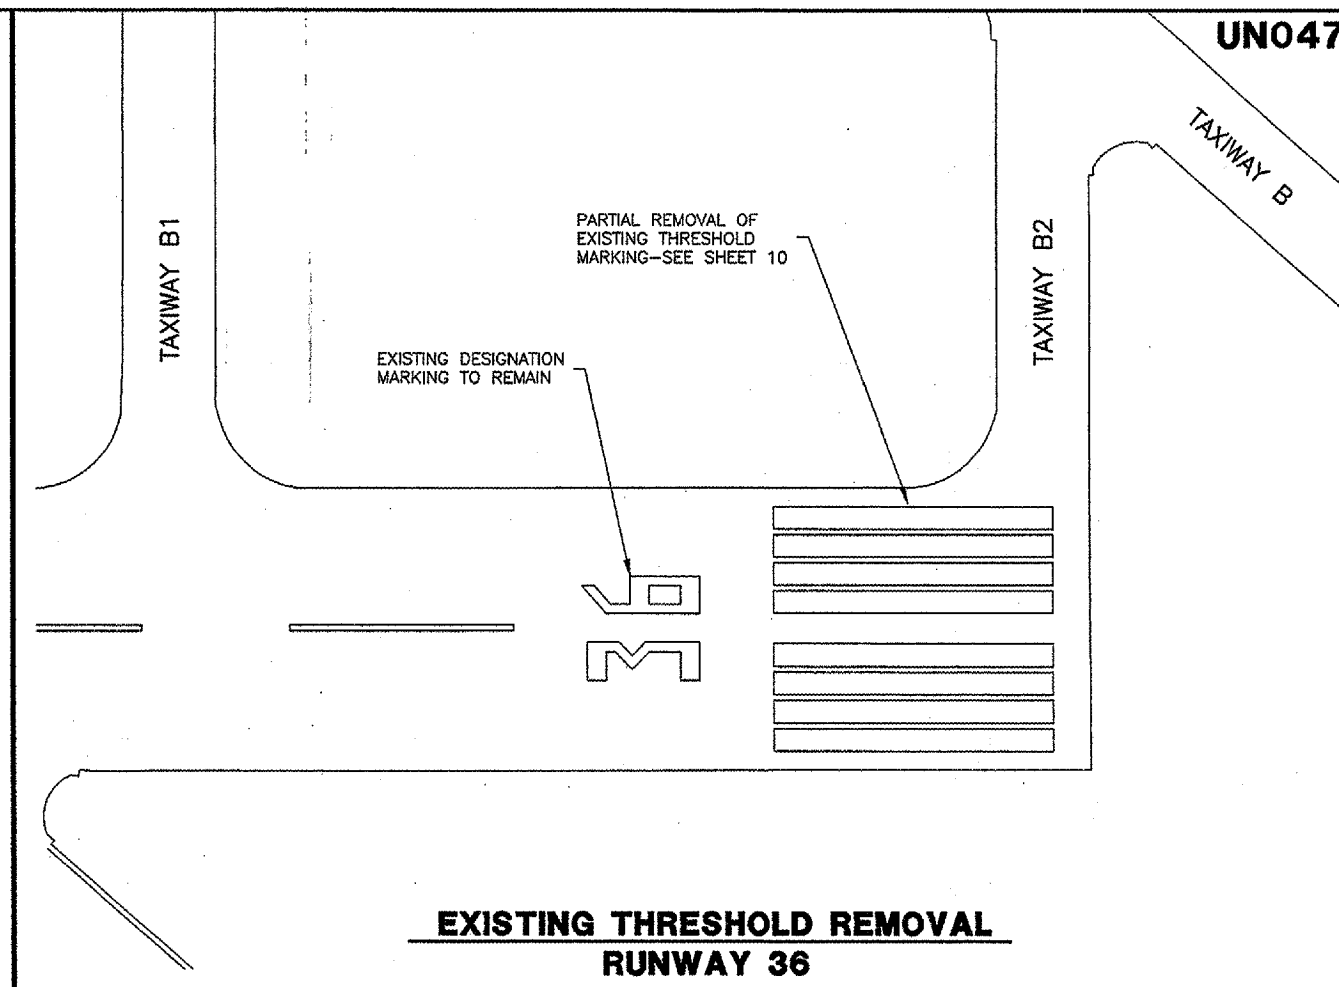 UN047
TAXIWAY B
TAXIWAY B1
TAXIWAY B2
PARTIAL REMOVAL OF
EXISTING THRESHOLD
MARKING-SEE SHEET 10
EXISTING DESIGNATION
MARKING TO REMAIN
36
EXISTING THRESHOLD REMOVAL
RUNWAY 36